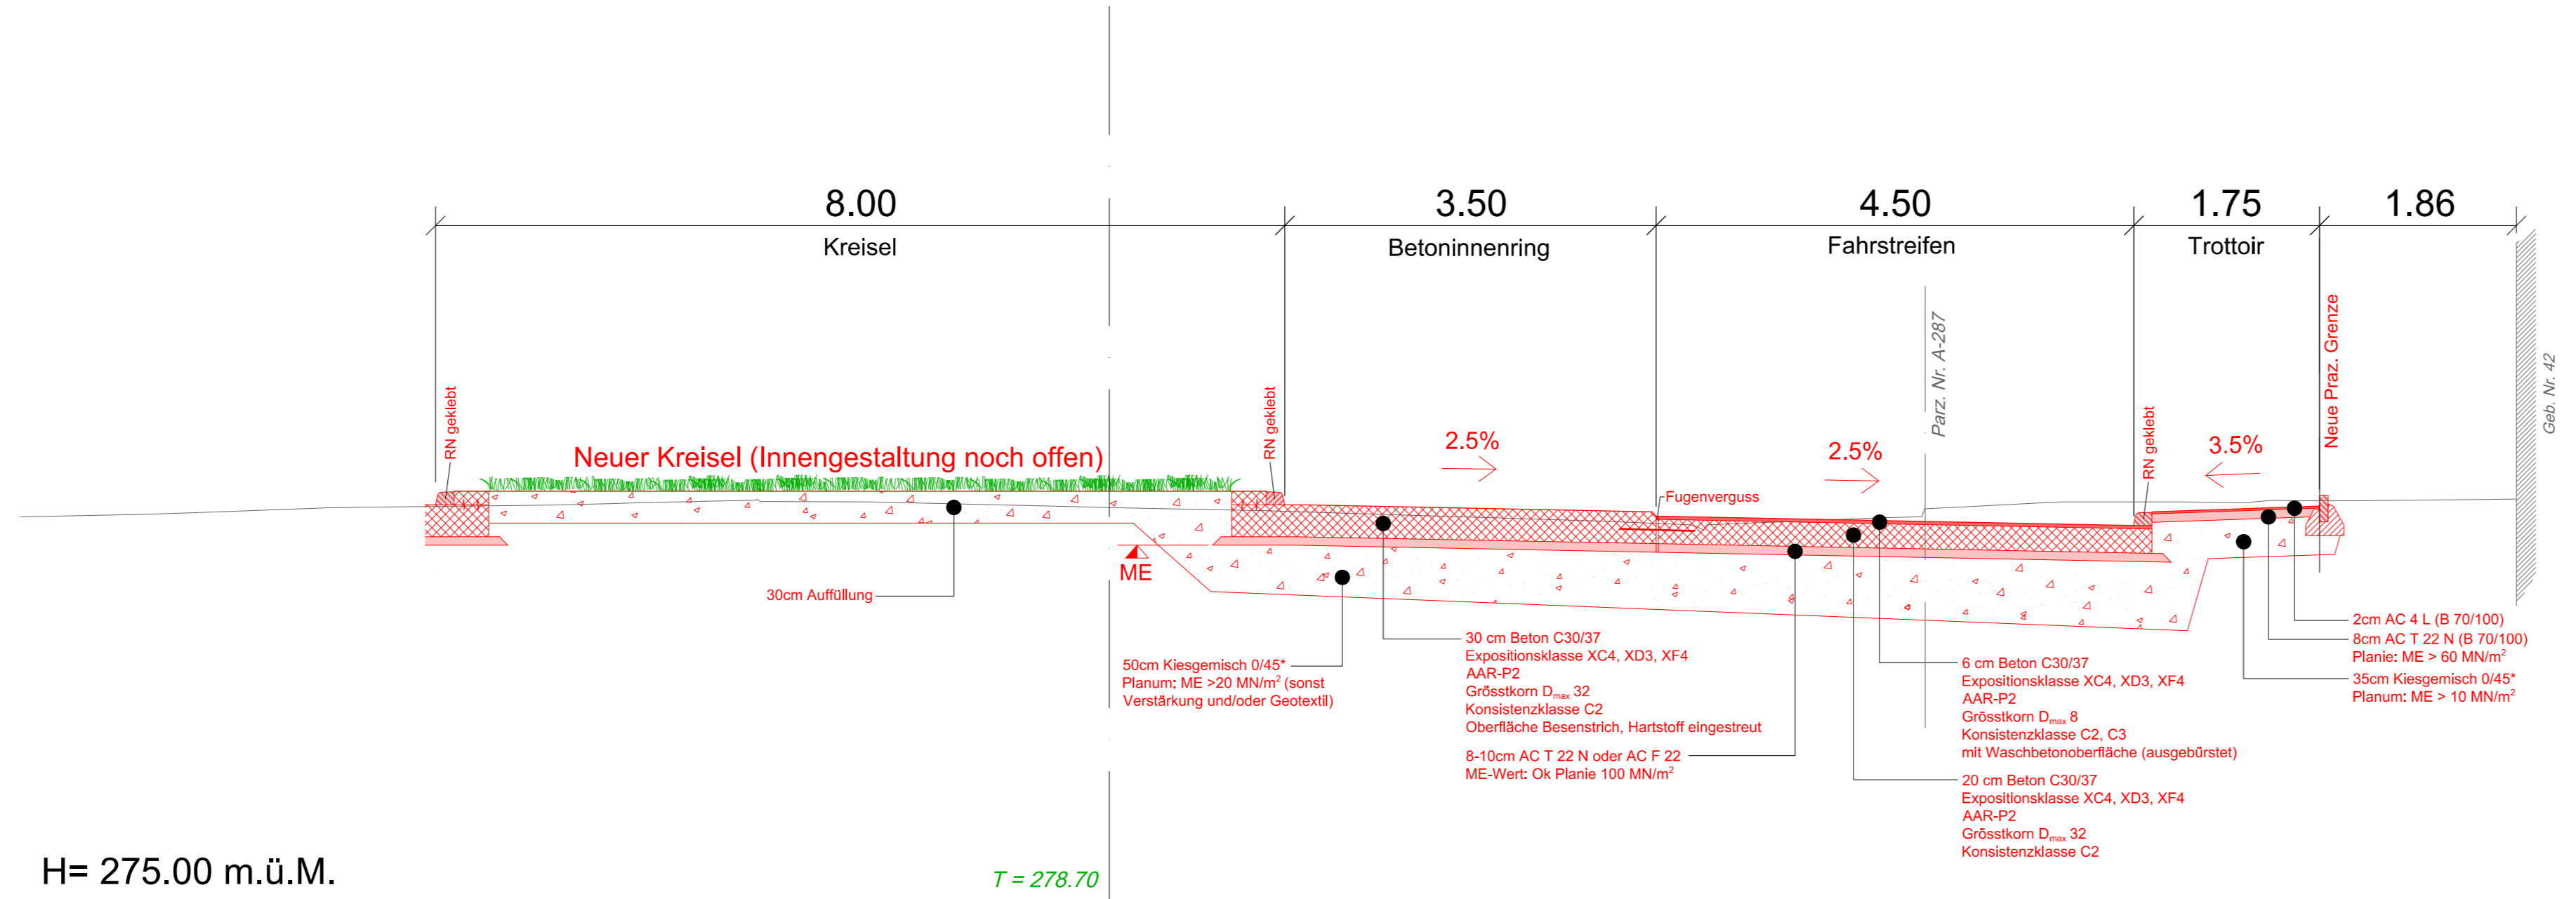 8.00
3.50
4.50
1.75
1.86
Kreisel
Betoninnenring
Fahrstreifen
Trottoir
Neue Praz. Grenze
Parz. Nr. A-287
Geb. Nr. 42
RN geklebt
RN geklebt
RN geklebt
Neuer Kreisel (Innengestaltung noch offen)
2.5%
2.5%
3.5%
Fugenverguss
ME
30cm Auffüllung
50cm Kiesgemisch 0/45*
Planum: ME >20 MN/m² (sonst
Verstärkung und/oder Geotextil)
30 cm Beton C30/37
Expositionsklasse XC4, XD3, XF4
AAR-P2
Grösstkorn Dmax 32
Konsistenzklasse C2
Oberfläche Besenstrich, Hartstoff eingestreut
8-10cm AC T 22 N oder AC F 22
ME-Wert: Ok Planie 100 MN/m²
6 cm Beton C30/37
Expositionsklasse XC4, XD3, XF4
AAR-P2
Grösstkorn Dmax 8
Konsistenzklasse C2, C3
mit Waschbetonoberfläche (ausgebürstet)
20 cm Beton C30/37
Expositionsklasse XC4, XD3, XF4
AAR-P2
Grösstkorn Dmax 32
Konsistenzklasse C2
2cm AC 4 L (B 70/100)
8cm AC T 22 N (B 70/100)
Planie: ME > 60 MN/m²
35cm Kiesgemisch 0/45*
Planum: ME > 10 MN/m²
H= 275.00 m.ü.M.
T = 278.70